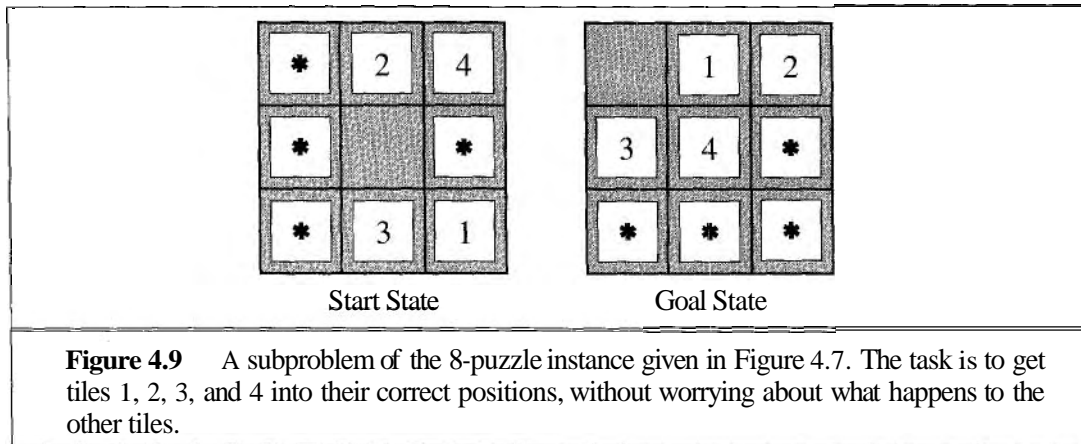 * 2 4 1 2
* * 3 4 *
* 3 1 * * *
Start State Goal State
Figure 4.9 A subproblem of the 8-puzzle instance given in Figure 4.7. The task is to get
tiles 1, 2, 3, and 4 into their correct positions, without worrying about what happens to the
other tiles.